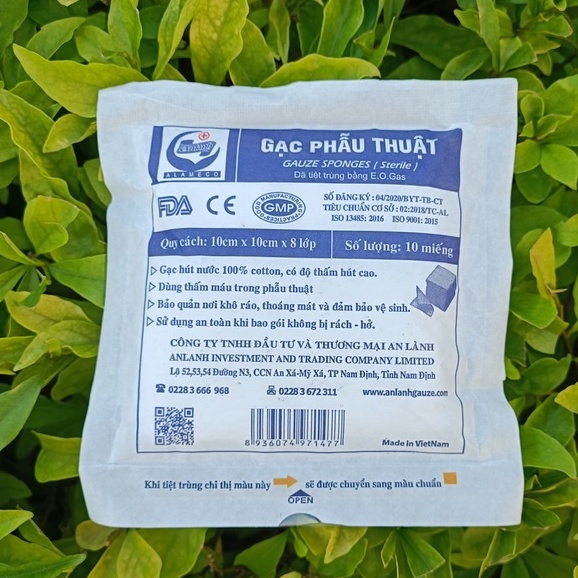 Anlành
ALAMECO
GẠC PHẪU THUẬT
GAUZE SPONGES ( Sterile )
Đã tiệt trùng bằng E.O.Gas
FDA CE
GOOD MANUFACTURING PRACTICES
GMP
SỐ ĐĂNG KÝ : 04/2020/BYT-TB-CT
TIÊU CHUẨN CƠ SỞ : 02:2018/TC-AL
ISO 13485: 2016 ISO 9001: 2015
Quy cách: 10cm x 10cm x 8 lớp
Số lượng: 10 miếng
Gạc hút nước 100% cotton, có độ thấm hút cao.
Dùng thấm máu trong phẫu thuật
Bảo quản nơi khô ráo, thoáng mát và đảm bảo vệ sinh.
Sử dụng an toàn khi bao gói không bị rách - hở.
CÔNG TY TNHH ĐẦU TƯ VÀ THƯƠNG MẠI AN LÀNH
ANLANH INVESTMENT AND TRADING COMPANY LIMITED
Lô 52,53,54 Đường N3, CCN An Xá-Mỹ Xá, TP Nam Định, Tỉnh Nam Định
0228 3 666 968 0228 3 672 311 www.anlanhgauze.com
8 936074 971477
Made in VietNam
Khi tiệt trùng chỉ thị màu này sẽ được chuyển sang màu chuẩn
OPEN